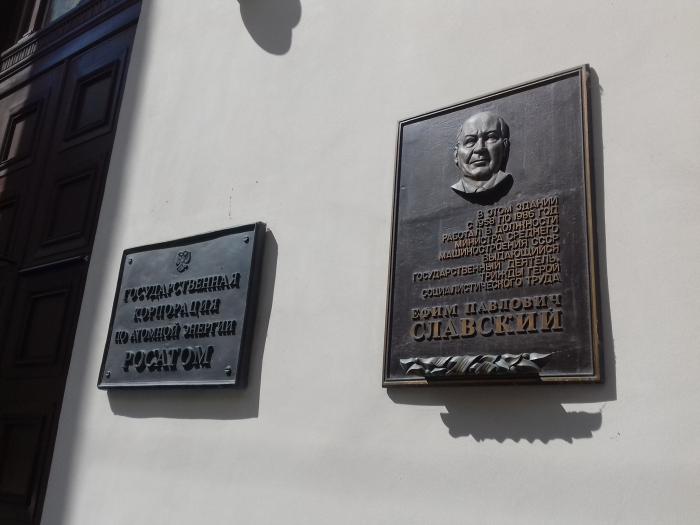 ГОСУДАРСТВЕННАЯ
КОРПОРАЦИЯ
ПО АТОМНОЙ ЭНЕРГИИ
РОСАТОМ
В ЭТОМ ЗДАНИИ
С 1958 ПО 1986 ГОД
РАБОТАЛ В ДОЛЖНОСТИ
МИНИСТРА СРЕДНЕГО
МАШИНОСТРОЕНИЯ СССР
ВЫДАЮЩИЙСЯ
ГОСУДАРСТВЕННЫЙ ДЕЯТЕЛЬ,
ТРИЖДЫ ГЕРОЙ
СОЦИАЛИСТИЧЕСКОГО ТРУДА
ЕФИМ ПАВЛОВИЧ
СЛАВСКИЙ